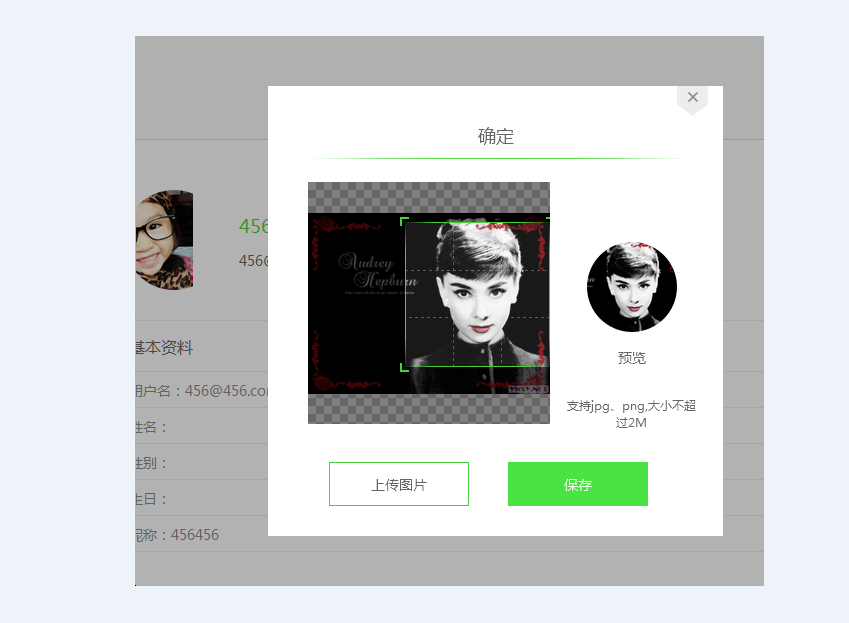 确定
456
456@
Audrey
Hepburn
预览
基本资料
用户名：456@456.co
支持jpg、png,大小不超
过2M
姓名：
性别：
生日：
上传图片
保存
昵称：456456